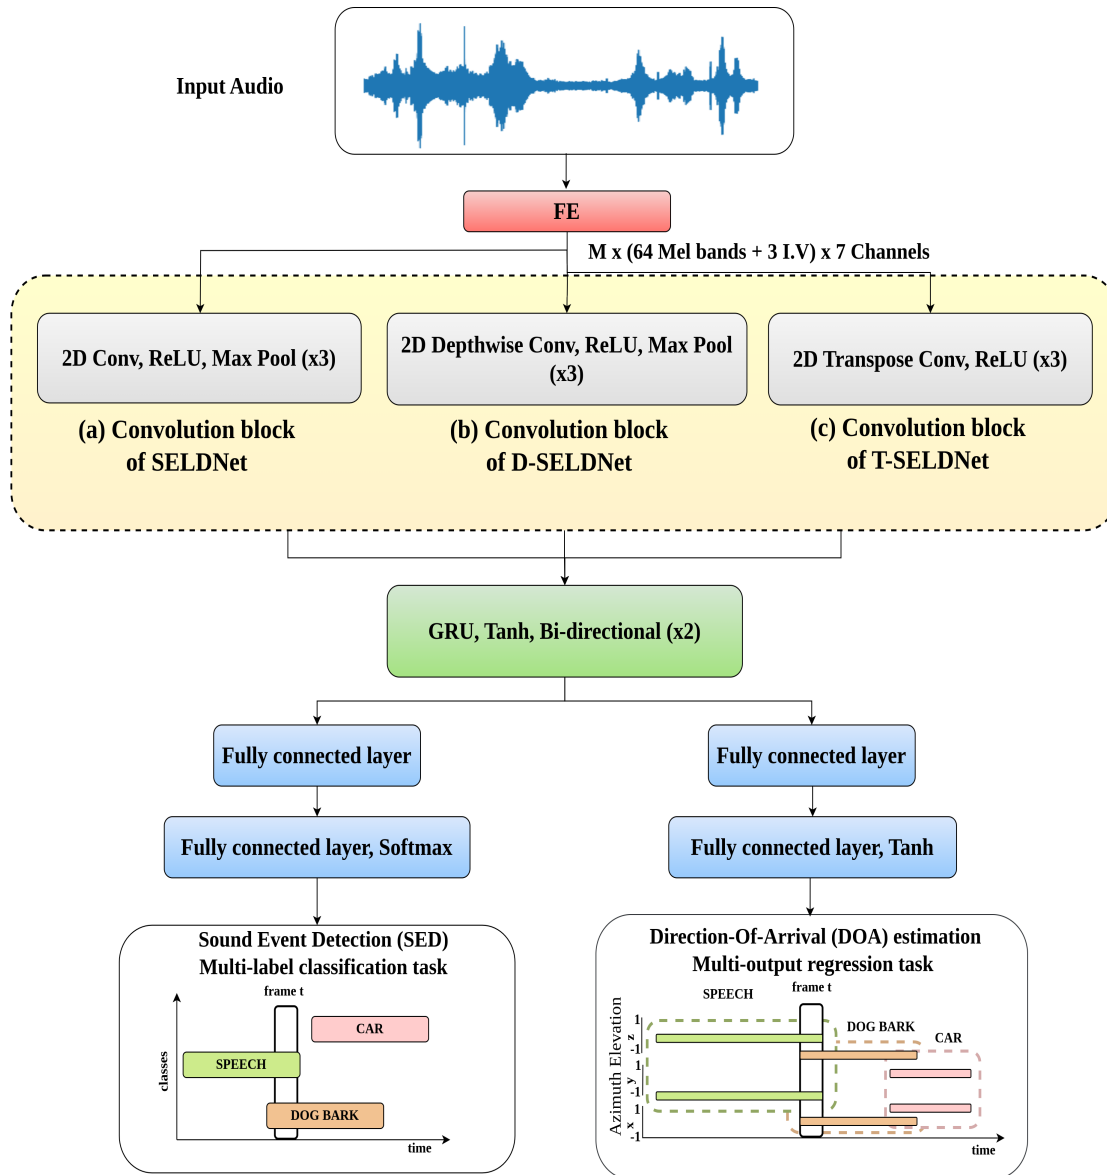 Input Audio
FE
M x (64 Mel bands + 3 I.V) x 7 Channels
2D Conv, ReLU, Max Pool (x3)
2D Depthwise Conv, ReLU, Max Pool
(x3)
2D Transpose Conv, ReLU (x3)
(a) Convolution block
of SELDNet
(b) Convolution block
of D-SELDNet
(c) Convolution block
of T-SELDNet
GRU, Tanh, Bi-directional (x2)
Fully connected layer
Fully connected layer
Fully connected layer, Softmax
Fully connected layer, Tanh
Sound Event Detection (SED)
Multi-label classification task
frame t
CAR
SPEECH
DOG BARK
classes
time
Direction-Of-Arrival (DOA) estimation
Multi-output regression task
frame t
SPEECH
DOG BARK
CAR
Azimuth Elevation
1
z
-1
1
y
-1
1
x
-1
time